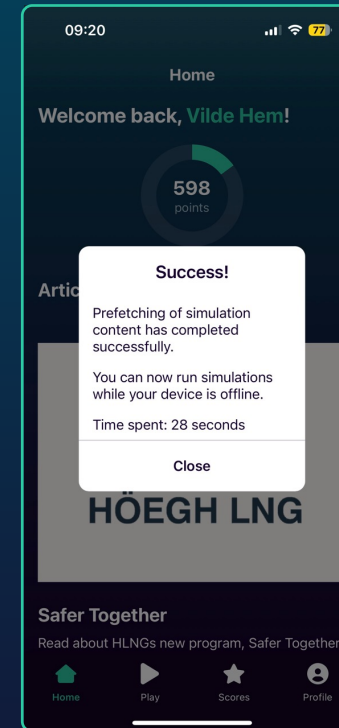 09:20
77
Home
Welcome back, Vilde Hem!
598
points
Artic
Success!
Prefetching of simulation
content has completed
successfully.
You can now run simulations
while your device is offline.
Time spent: 28 seconds
Close
HÖEGH LNG
Safer Together
Read about HLNGs new program, Safer Together
Home Play Scores Profile